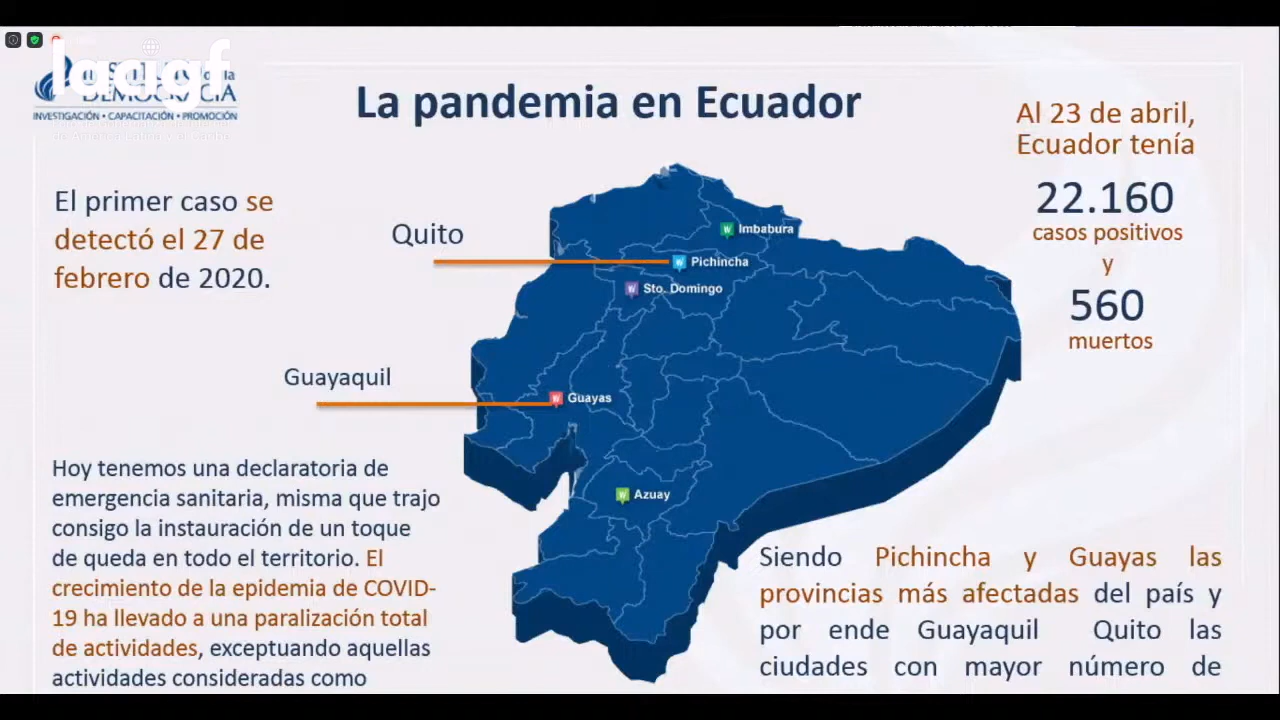 lacigf
INSTITUTO de la
DEMOCRACIA
INVESTIGACIÓN • CAPACITACIÓN • PROMOCIÓN
La pandemia en Ecuador
Al 23 de abril,
Ecuador tenía
22.160
casos positivos
y
560
muertos
El primer caso se
detectó el 27 de
febrero de 2020.
Quito
Imbabura
Pichincha
Sto. Domingo
Guayaquil
Guayas
Azuay
Hoy tenemos una declaratoria de
emergencia sanitaria, misma que trajo
consigo la instauración de un toque
de queda en todo el territorio. El
crecimiento de la epidemia de COVID-
19 ha llevado a una paralización total
de actividades, exceptuando aquellas
actividades consideradas como
Siendo Pichincha y Guayas las
provincias más afectadas del país y
por ende Guayaquil Quito las
ciudades con mayor número de